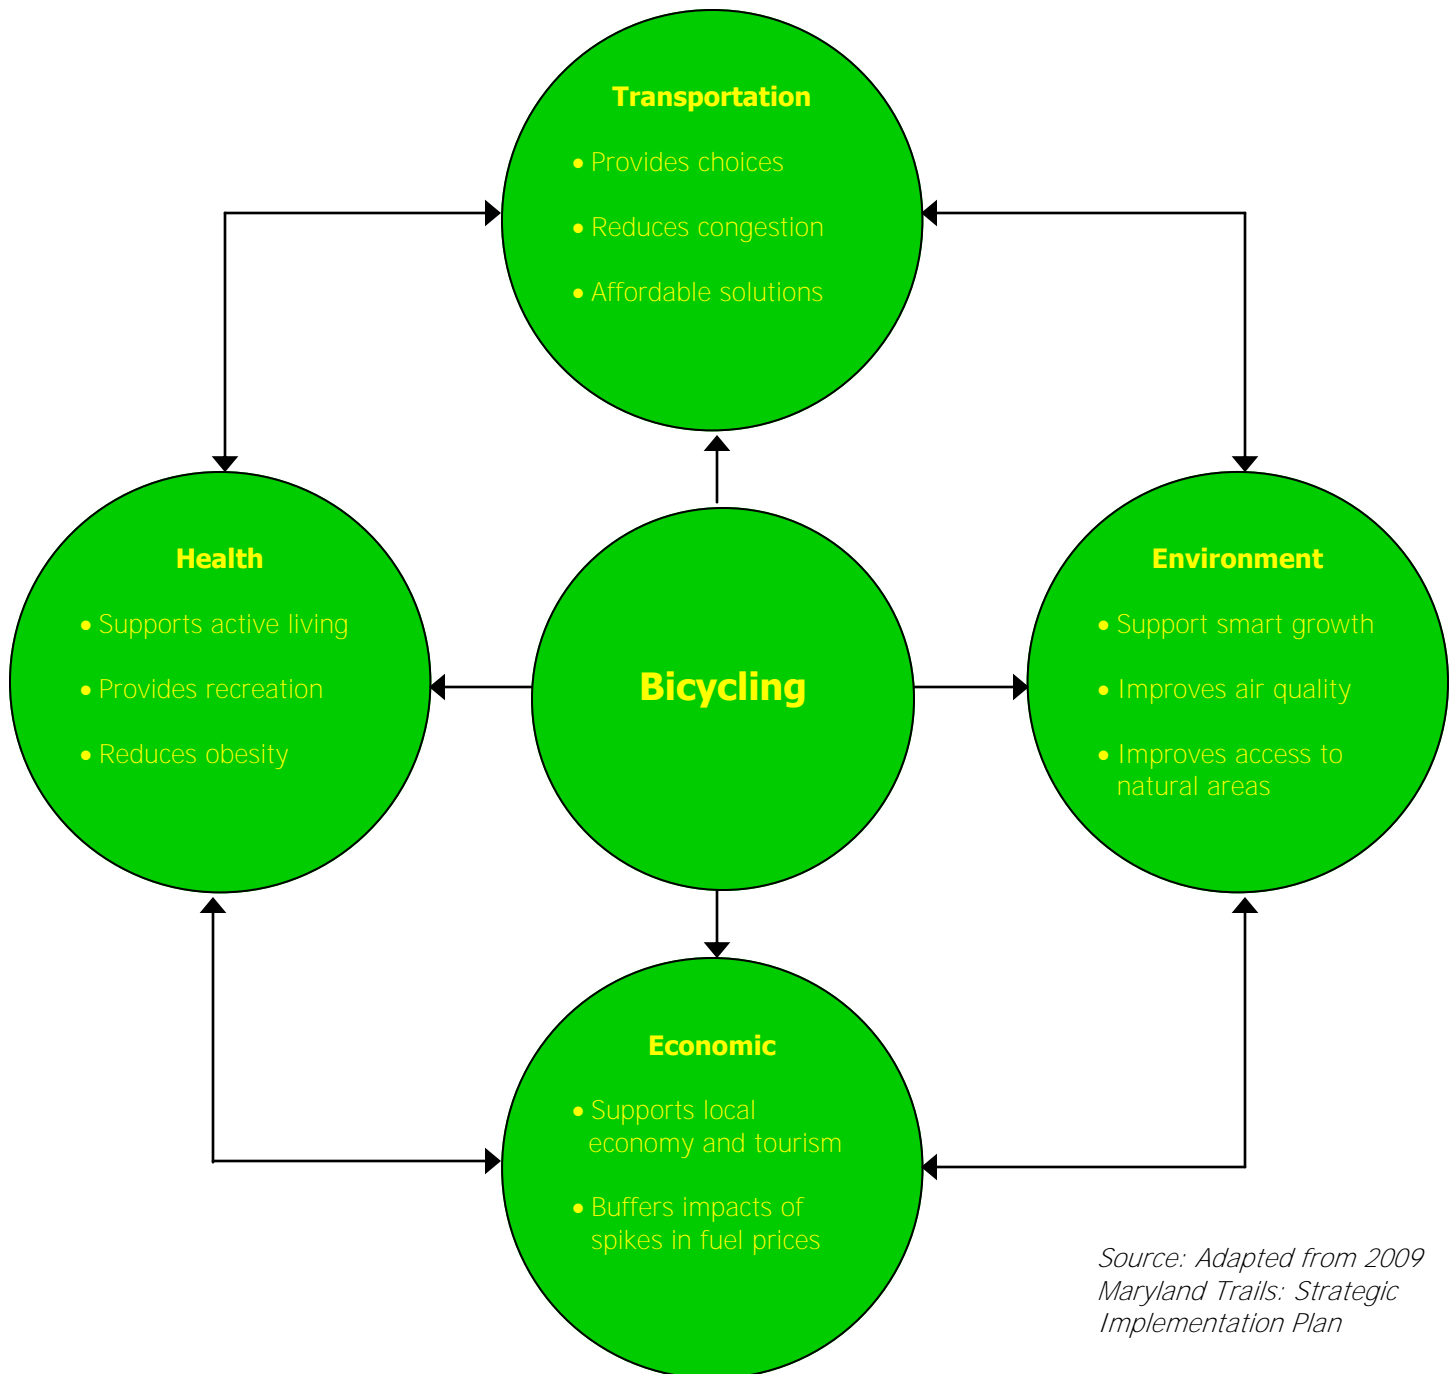 Transportation
• Provides choices
• Reduces congestion
• Affordable solutions
Health
• Supports active living
• Provides recreation
• Reduces obesity
Bicycling
Environment
• Support smart growth
• Improves air quality
• Improves access to
natural areas
Economic
• Supports local
economy and tourism
• Buffers impacts of
spikes in fuel prices
Source: Adapted from 2009
Maryland Trails: Strategic
Implementation Plan